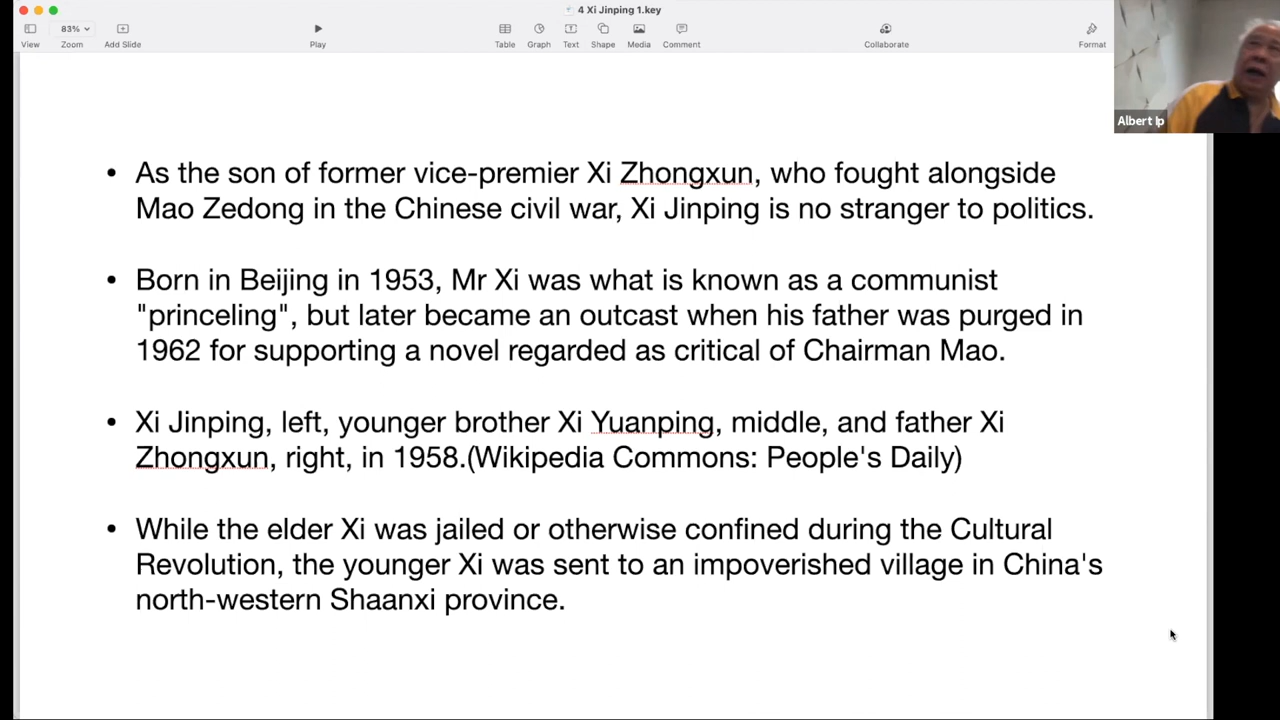 4 Xi Jinping 1.key
83%
View
Zoom
Add Slide
Play
Table
Graph
Text
Shape
Media
Comment
Collaborate
Format
Albert Ip
• As the son of former vice-premier Xi Zhongxun, who fought alongside
Mao Zedong in the Chinese civil war, Xi Jinping is no stranger to politics.
• Born in Beijing in 1953, Mr Xi was what is known as a communist
"princeling", but later became an outcast when his father was purged in
1962 for supporting a novel regarded as critical of Chairman Mao.
• Xi Jinping, left, younger brother Xi Yuanping, middle, and father Xi
Zhongxun, right, in 1958.(Wikipedia Commons: People's Daily)
• While the elder Xi was jailed or otherwise confined during the Cultural
Revolution, the younger Xi was sent to an impoverished village in China's
north-western Shaanxi province.